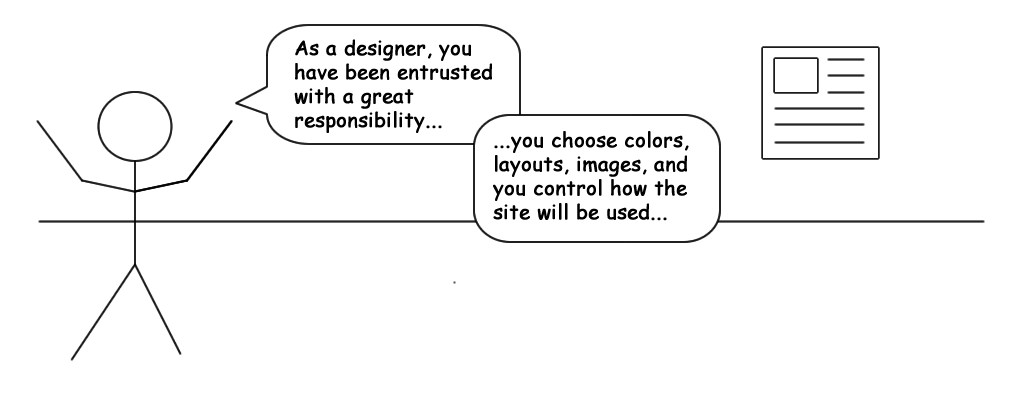 As a designer, you
have been entrusted
with a great
responsibility...
...you choose colors,
layouts, images, and
you control how the
site will be used...